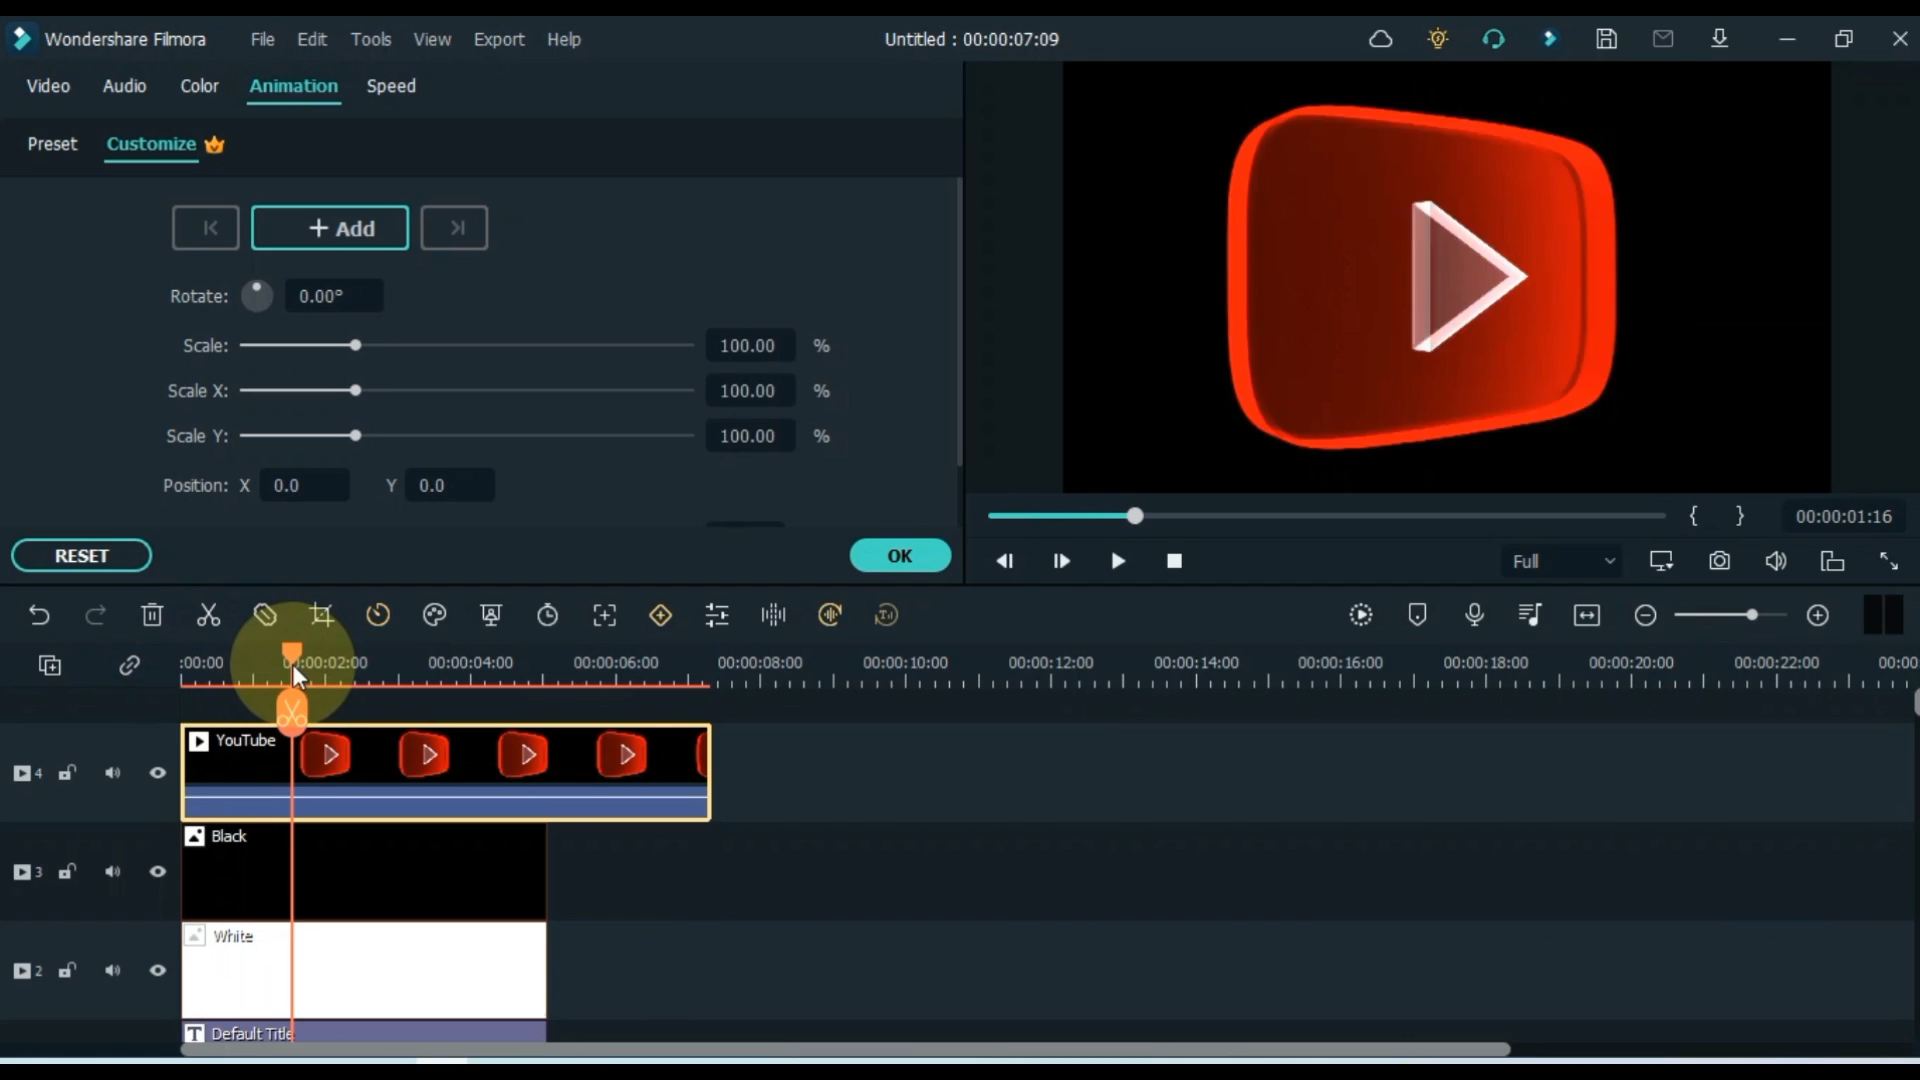 Wondershare Filmora File Edit Tools View Export Help Untitled : 00:00:07:09
Video Audio Color Animation Speed
Preset Customize
+ Add
Rotate: 0.00°
Scale: 100.00 %
Scale X: 100.00 %
Scale Y: 100.00 %
Position: X 0.0 Y 0.0
{ } 00:00:01:16
RESET OK
Full
:00:00 00:00:02:00 00:00:04:00 00:00:06:00 00:00:08:00 00:00:10:00 00:00:12:00 00:00:14:00 00:00:16:00 00:00:18:00 00:00:20:00 00:00:22:00 00:00
YouTube
4
Black
3
White
2
T Default Title